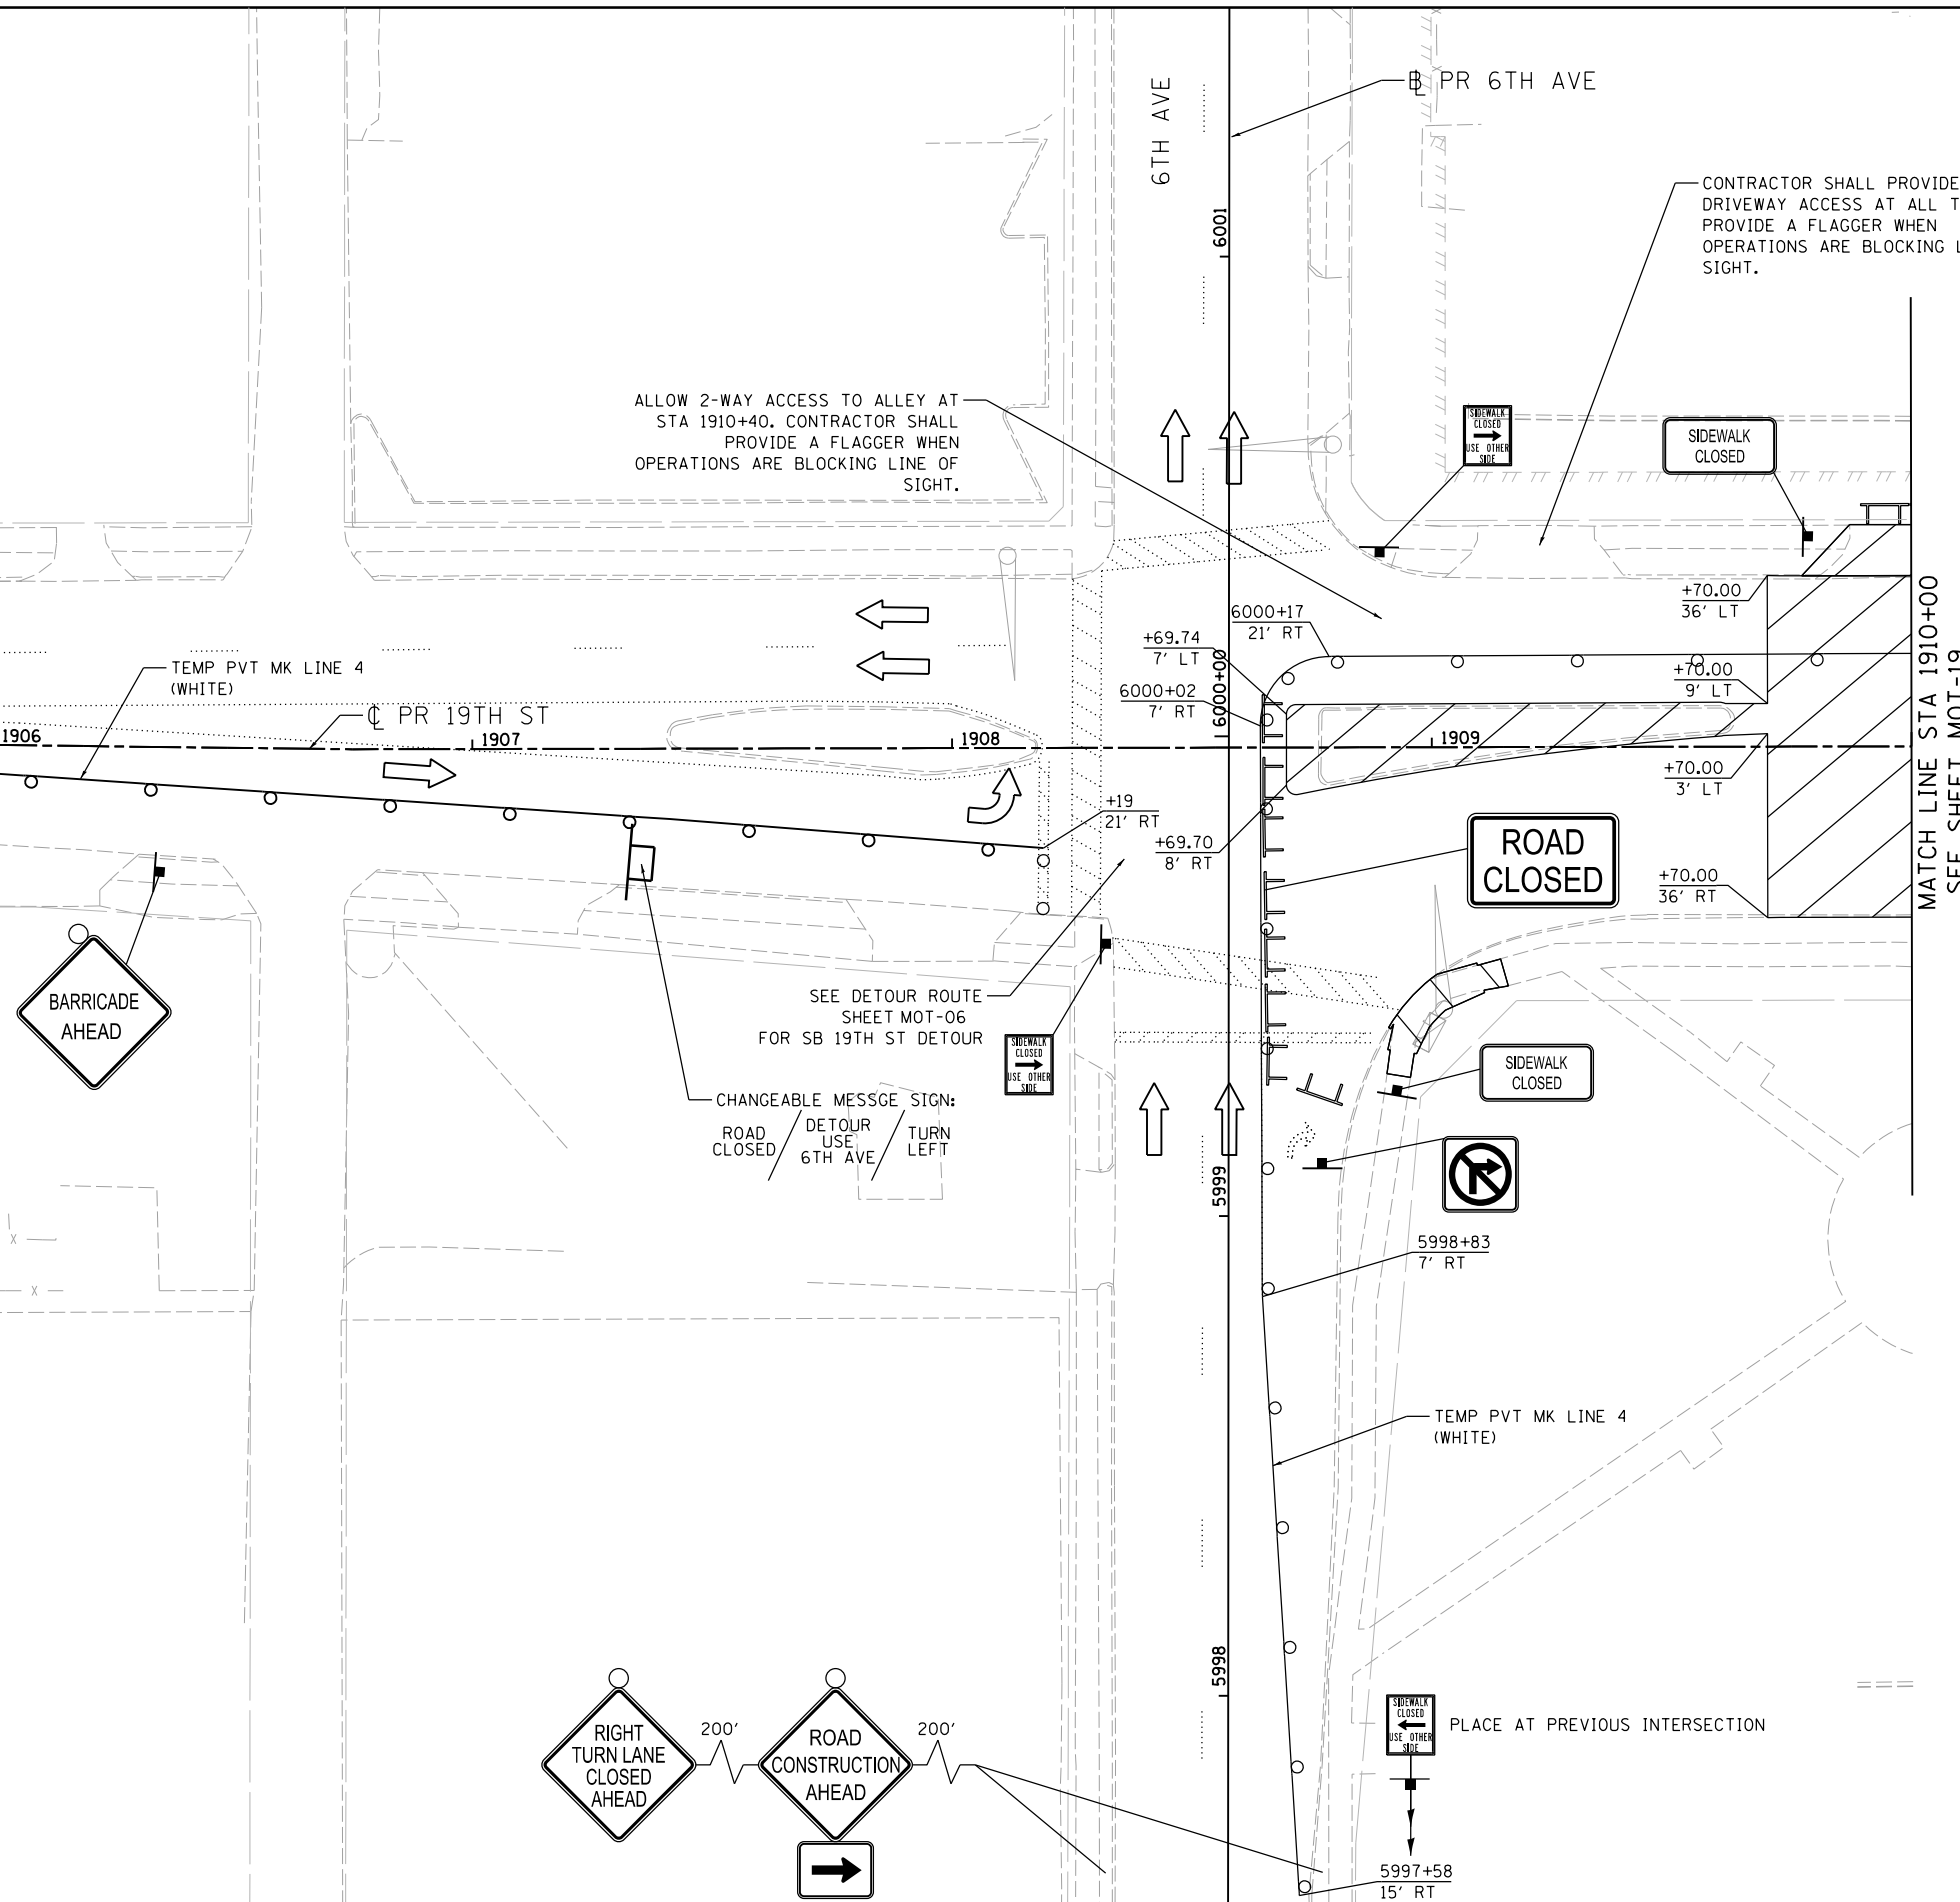 6TH AVE
℄ PR 6TH AVE
6001
CONTRACTOR SHALL PROVIDE
DRIVEWAY ACCESS AT ALL T
PROVIDE A FLAGGER WHEN
OPERATIONS ARE BLOCKING L
SIGHT.
ALLOW 2-WAY ACCESS TO ALLEY AT
STA 1910+40. CONTRACTOR SHALL
PROVIDE A FLAGGER WHEN
OPERATIONS ARE BLOCKING LINE OF
SIGHT.
SIDEWALK
CLOSED
USE OTHER
SIDE
SIDEWALK
CLOSED
+70.00
36' LT
6000+17
21' RT
+69.74
7' LT
6000+02
7' RT
6000+00
+70.00
9' LT
TEMP PVT MK LINE 4
(WHITE)
℄ PR 19TH ST
1906
1907
1908
1909
+70.00
3' LT
MATCH LINE STA 1910+00
SEE SHEET MOT-19
+19
21' RT
+69.70
8' RT
ROAD
CLOSED
+70.00
36' RT
BARRICADE
AHEAD
SEE DETOUR ROUTE
SHEET MOT-06
FOR SB 19TH ST DETOUR
SIDEWALK
CLOSED
USE OTHER
SIDE
SIDEWALK
CLOSED
CHANGEABLE MESSGE SIGN:
ROAD
CLOSED
DETOUR
USE
6TH AVE
TURN
LEFT
5999
X
X
5998+83
7' RT
TEMP PVT MK LINE 4
(WHITE)
5998
RIGHT
TURN LANE
CLOSED
AHEAD
200'
ROAD
CONSTRUCTION
AHEAD
200'
SIDEWALK
CLOSED
USE OTHER
SIDE
PLACE AT PREVIOUS INTERSECTION
5997+58
15' RT